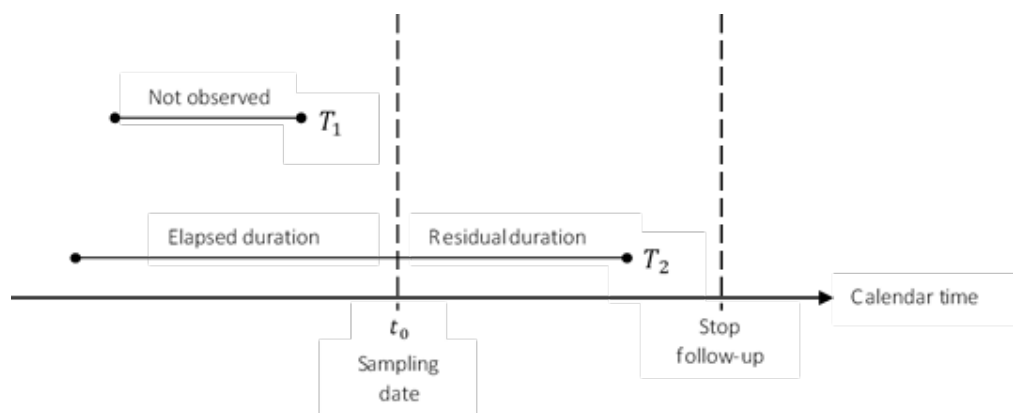 Not observed
T₁
Elapsed duration
Residual duration
T₂
Calendar time
t₀
Sampling
date
Stop
follow-up